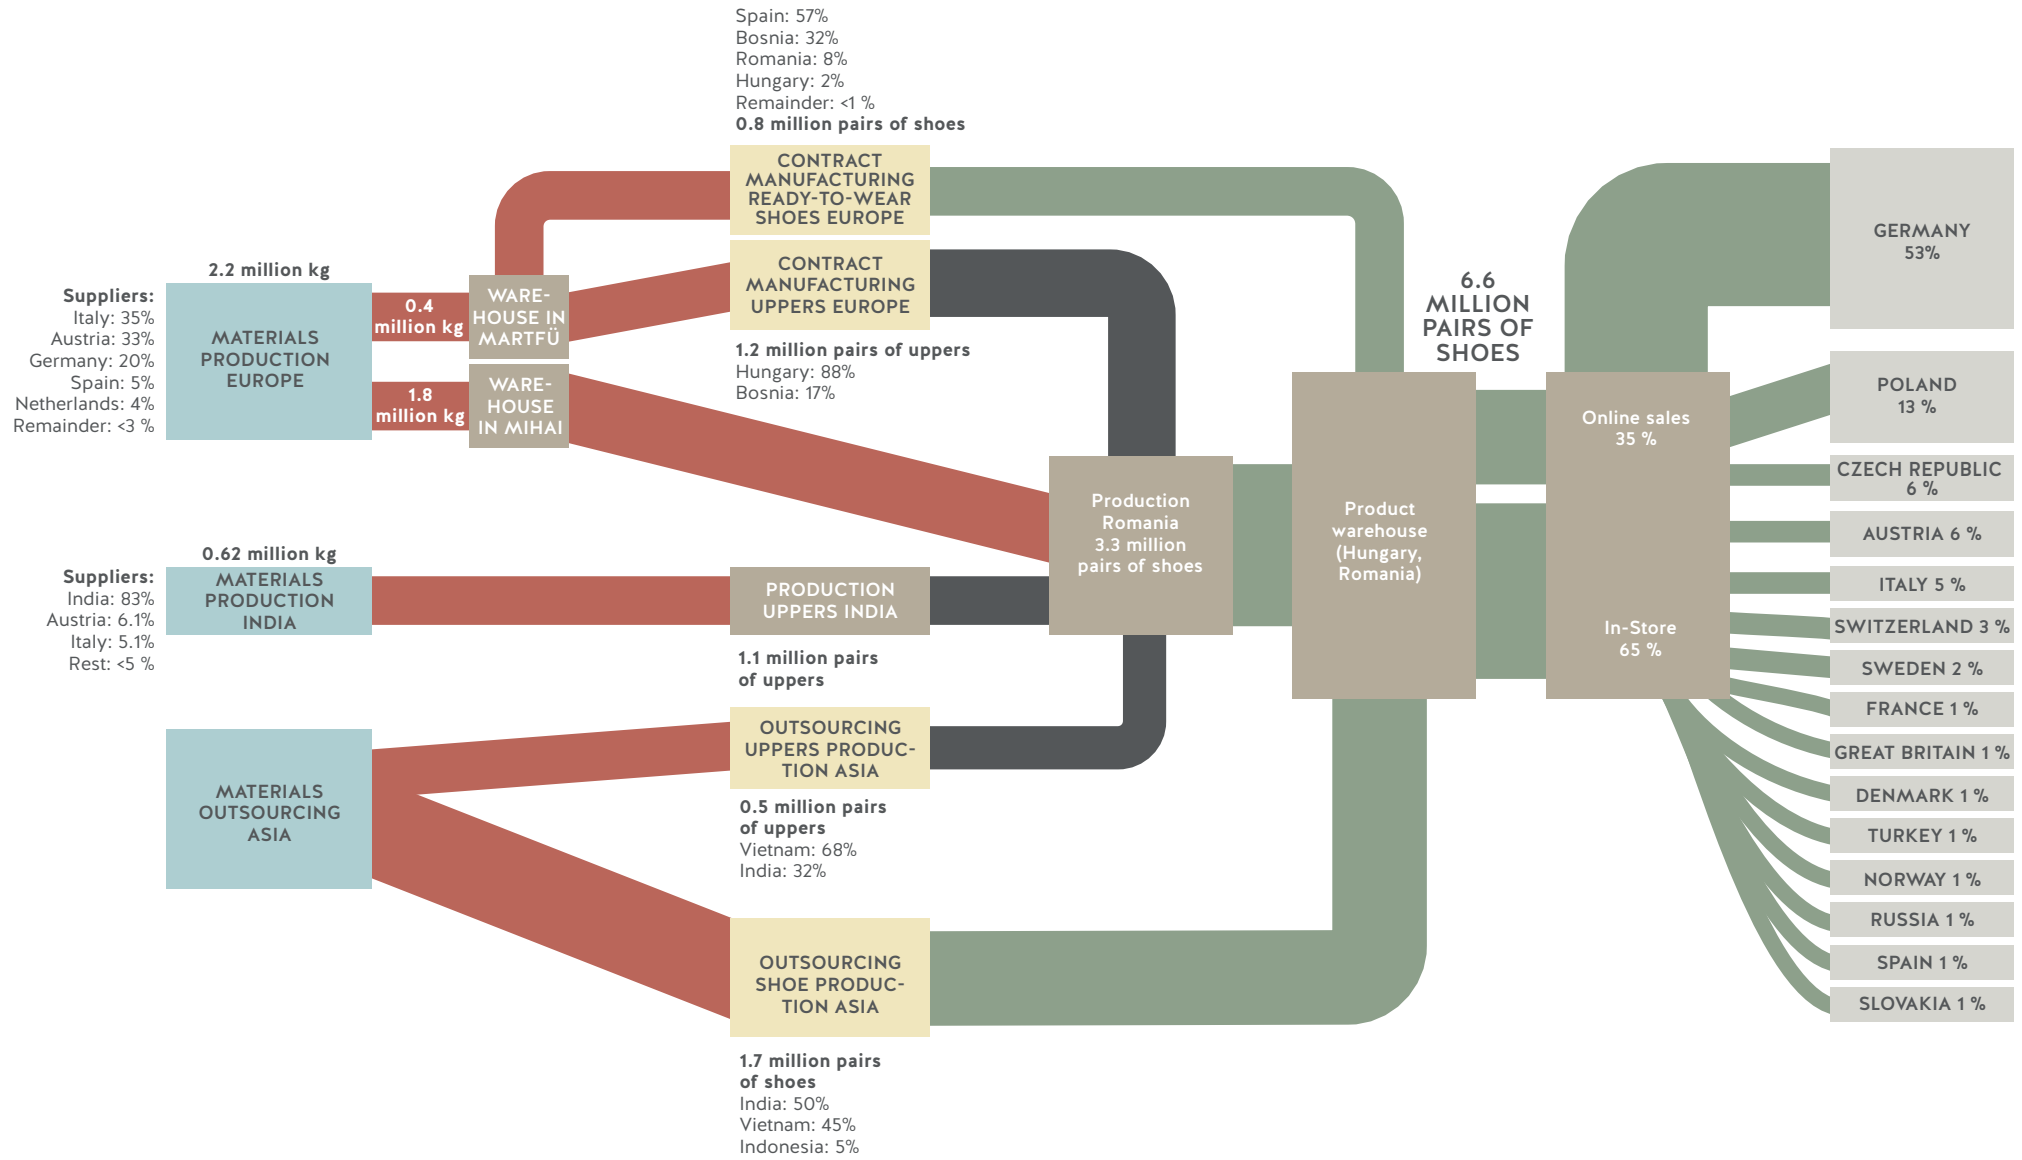 Spain: 57%
Bosnia: 32%
Romania: 8%
Hungary: 2%
Remainder: <1 %
0.8 million pairs of shoes
CONTRACT
MANUFACTURING
READY-TO-WEAR
SHOES EUROPE
CONTRACT
MANUFACTURING
UPPERS EUROPE
1.2 million pairs of uppers
Hungary: 88%
Bosnia: 17%
2.2 million kg
Suppliers:
Italy: 35%
Austria: 33%
Germany: 20%
Spain: 5%
Netherlands: 4%
Remainder: <3 %
MATERIALS
PRODUCTION
EUROPE
0.4
million kg
1.8
million kg
WARE-
HOUSE IN
MARTFÜ
WARE-
HOUSE
IN MIHAI
0.62 million kg
Suppliers:
India: 83%
Austria: 6.1%
Italy: 5.1%
Rest: <5 %
MATERIALS
PRODUCTION
INDIA
PRODUCTION
UPPERS INDIA
1.1 million pairs
of uppers
MATERIALS
OUTSOURCING
ASIA
OUTSOURCING
UPPERS PRODUC-
TION ASIA
0.5 million pairs
of uppers
Vietnam: 68%
India: 32%
OUTSOURCING
SHOE PRODUC-
TION ASIA
1.7 million pairs
of shoes
India: 50%
Vietnam: 45%
Indonesia: 5%
Production
Romania
3.3 million
pairs of shoes
Product
warehouse
(Hungary,
Romania)
6.6
MILLION
PAIRS OF
SHOES
Online sales
35 %
In-Store
65 %
GERMANY
53%
POLAND
13 %
CZECH REPUBLIC
6 %
AUSTRIA 6 %
ITALY 5 %
SWITZERLAND 3 %
SWEDEN 2 %
FRANCE 1 %
GREAT BRITAIN 1 %
DENMARK 1 %
TURKEY 1 %
NORWAY 1 %
RUSSIA 1 %
SPAIN 1 %
SLOVAKIA 1 %